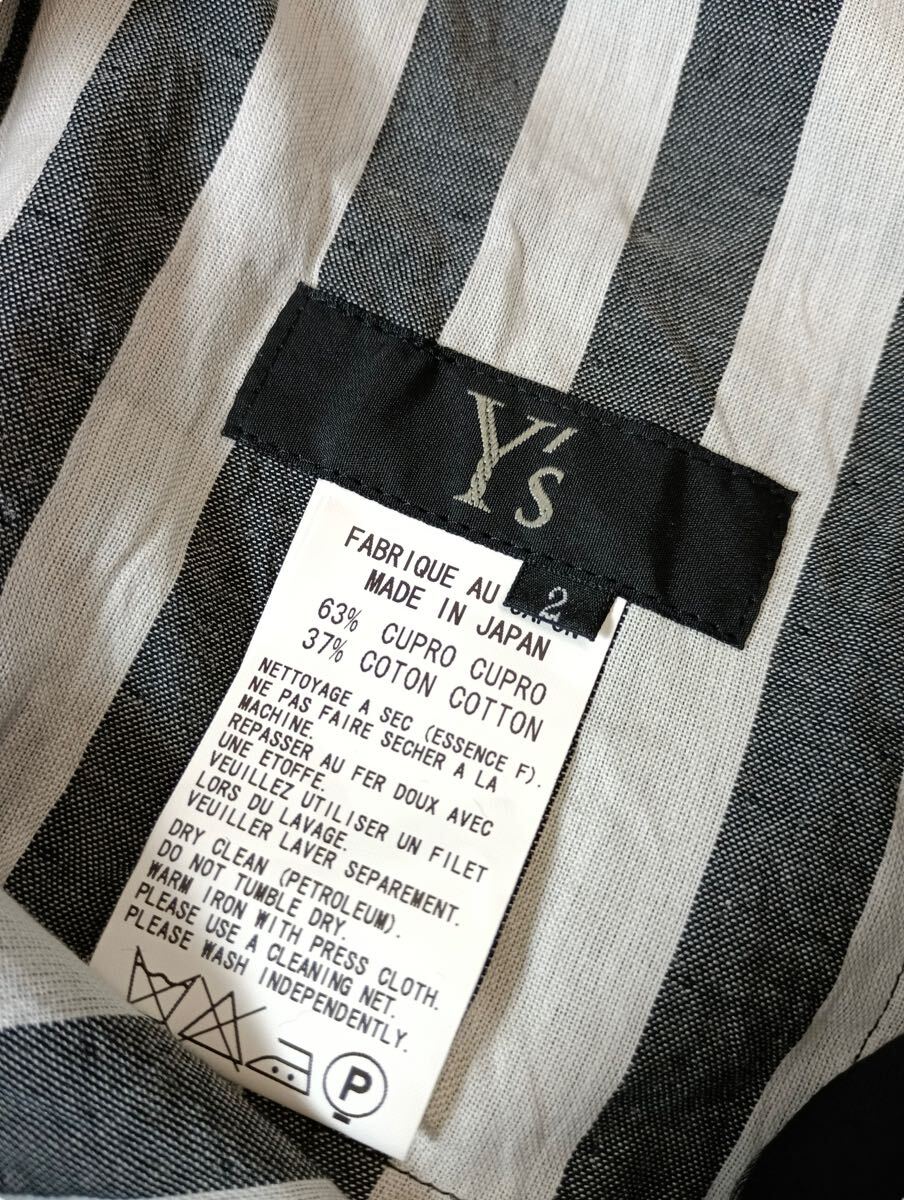 Y's
2
FABRIQUE AU JAPON
MADE IN JAPAN
63% CUPRO CUPRO
37% COTON COTTON
NETTOYAGE A SEC (ESSENCE F).
NE PAS FAIRE SECHER A LA
MACHINE.
REPASSER AU FER DOUX AVEC
UNE ETOFFE.
VEUILLEZ UTILISER UN FILET
LORS DU LAVAGE.
VEUILLER LAVER SEPAREMENT.
DRY CLEAN (PETROLEUM).
DO NOT TUMBLE DRY.
WARM IRON WITH PRESS CLOTH.
PLEASE USE A CLEANING NET.
PLEASE WASH INDEPENDENTLY.
P